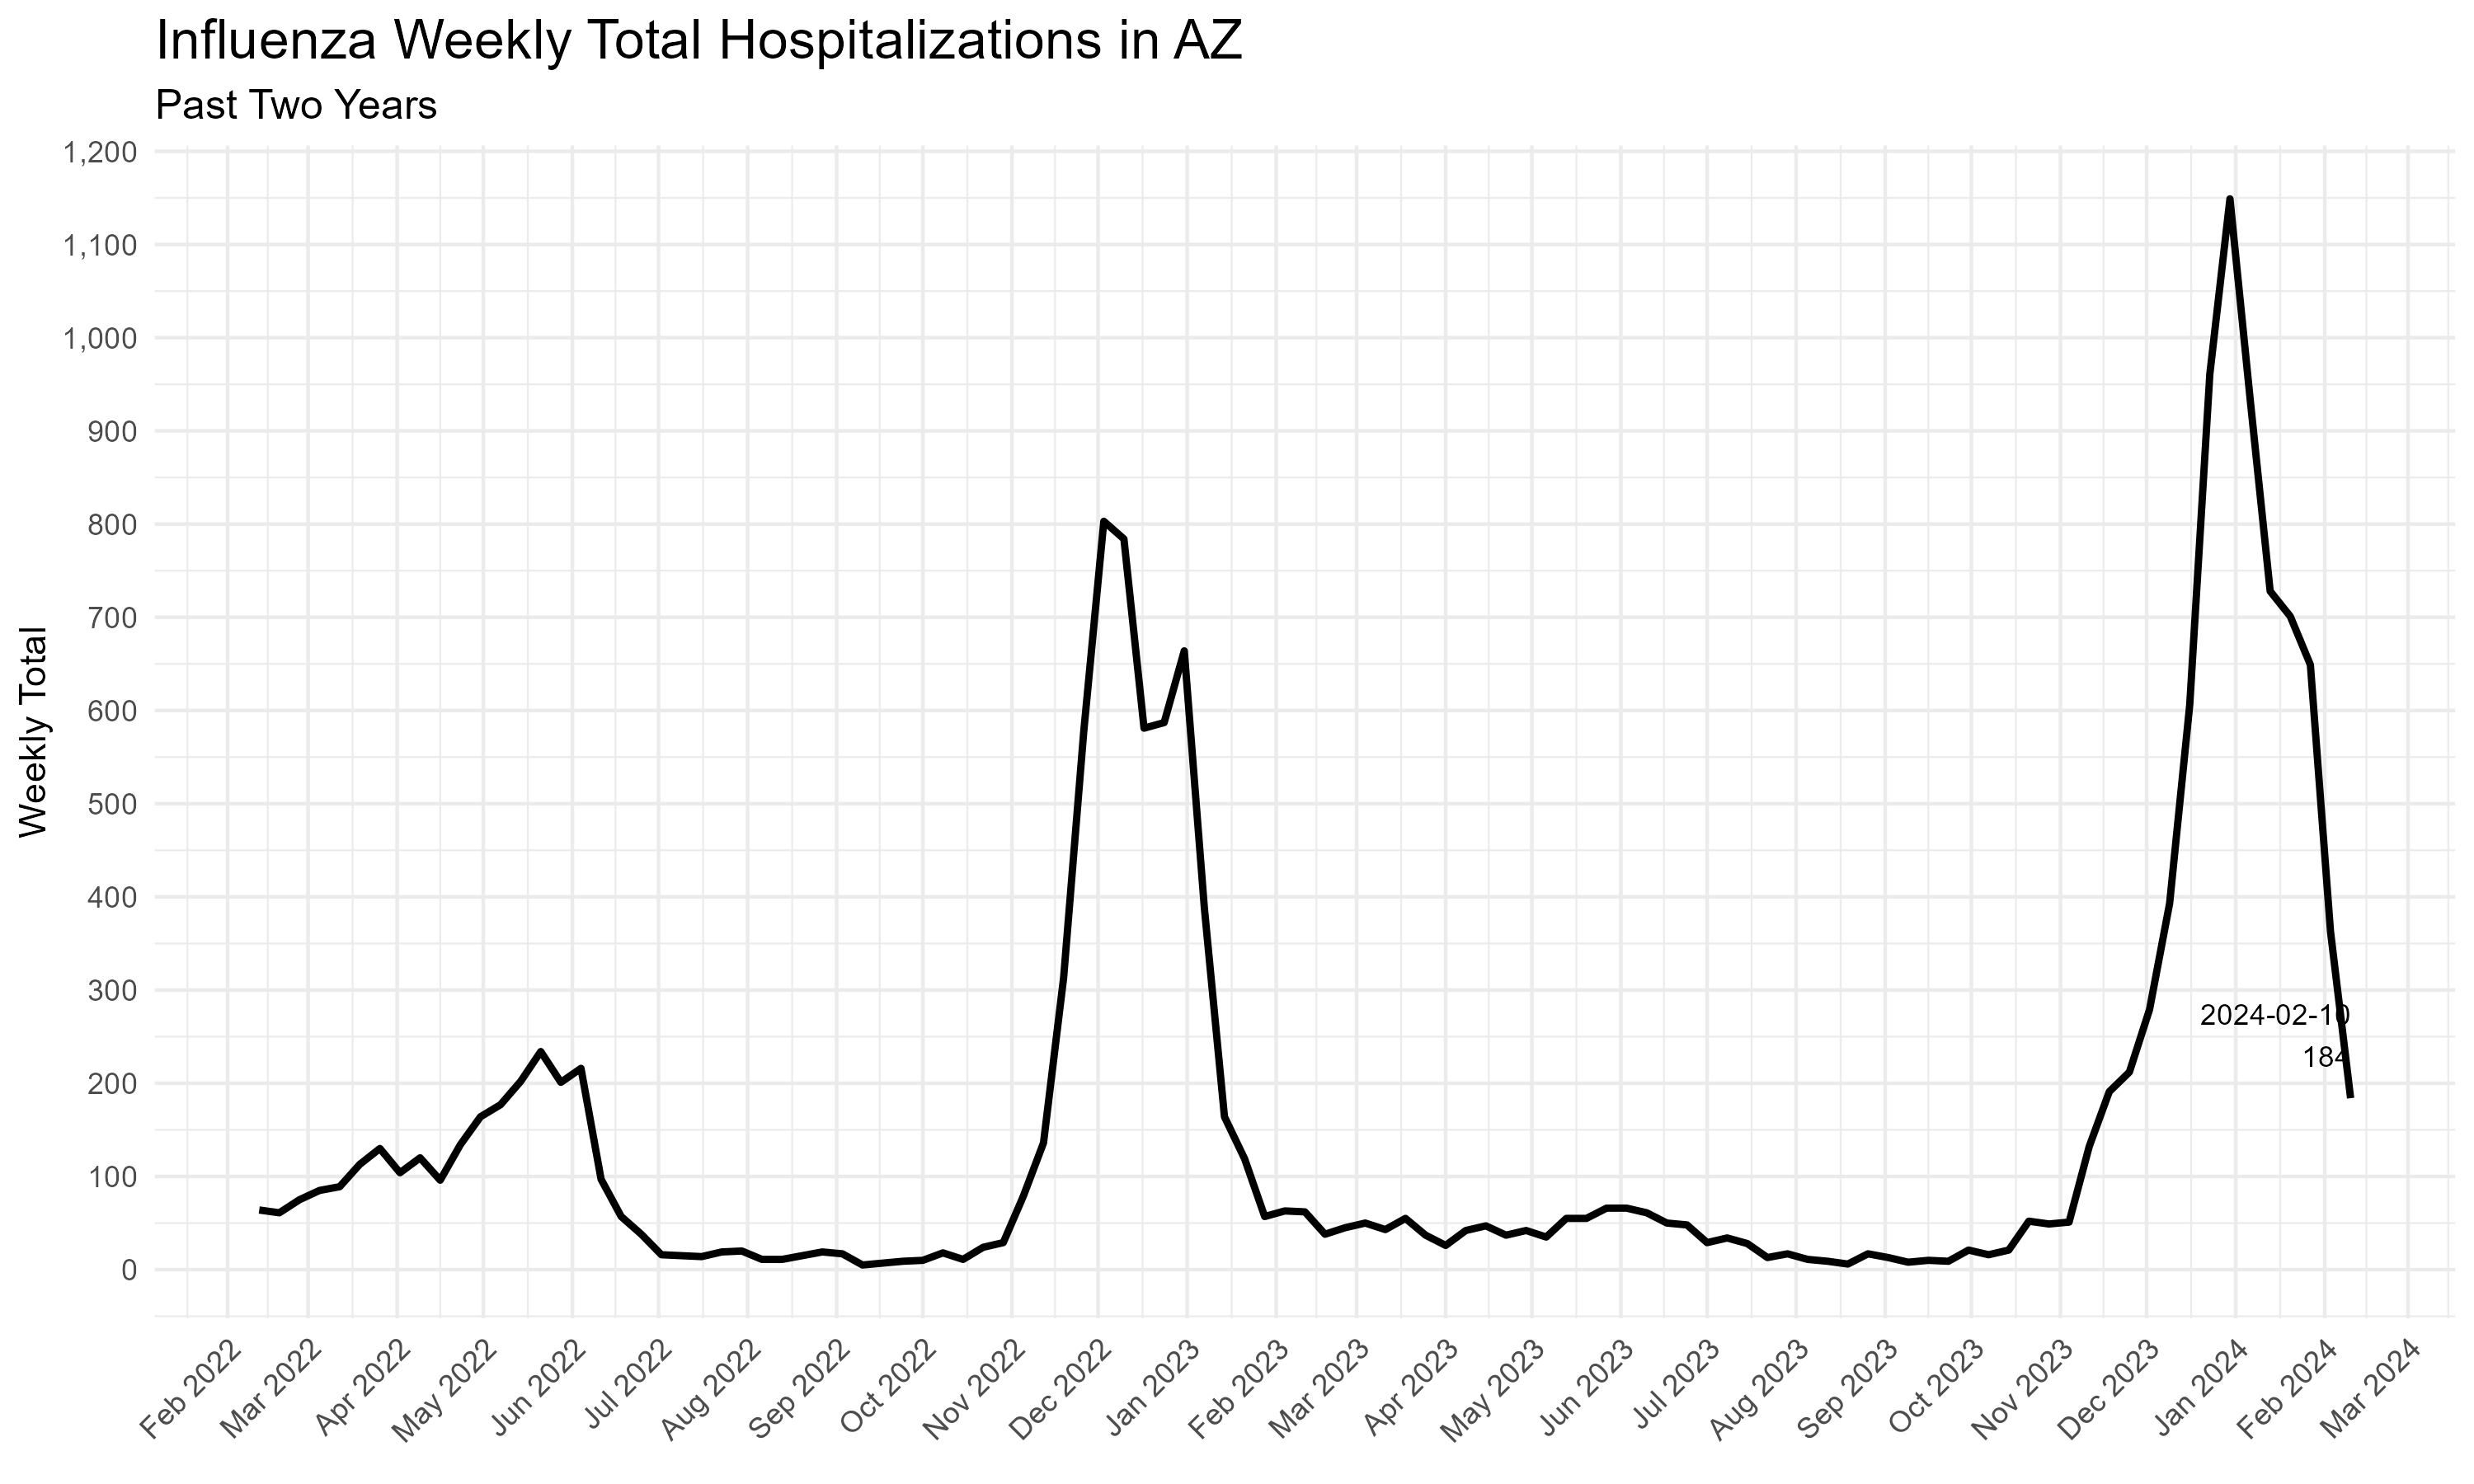 Influenza Weekly Total Hospitalizations in AZ
Past Two Years
1,200
1,100
1,000
900
800
700
600
500
400
300
200
100
0
Weekly Total
2024-02-10
184
Feb 2022
Mar 2022
Apr 2022
May 2022
Jun 2022
Jul 2022
Aug 2022
Sep 2022
Oct 2022
Nov 2022
Dec 2022
Jan 2023
Feb 2023
Mar 2023
Apr 2023
May 2023
Jun 2023
Jul 2023
Aug 2023
Sep 2023
Oct 2023
Nov 2023
Dec 2023
Jan 2024
Feb 2024
Mar 2024